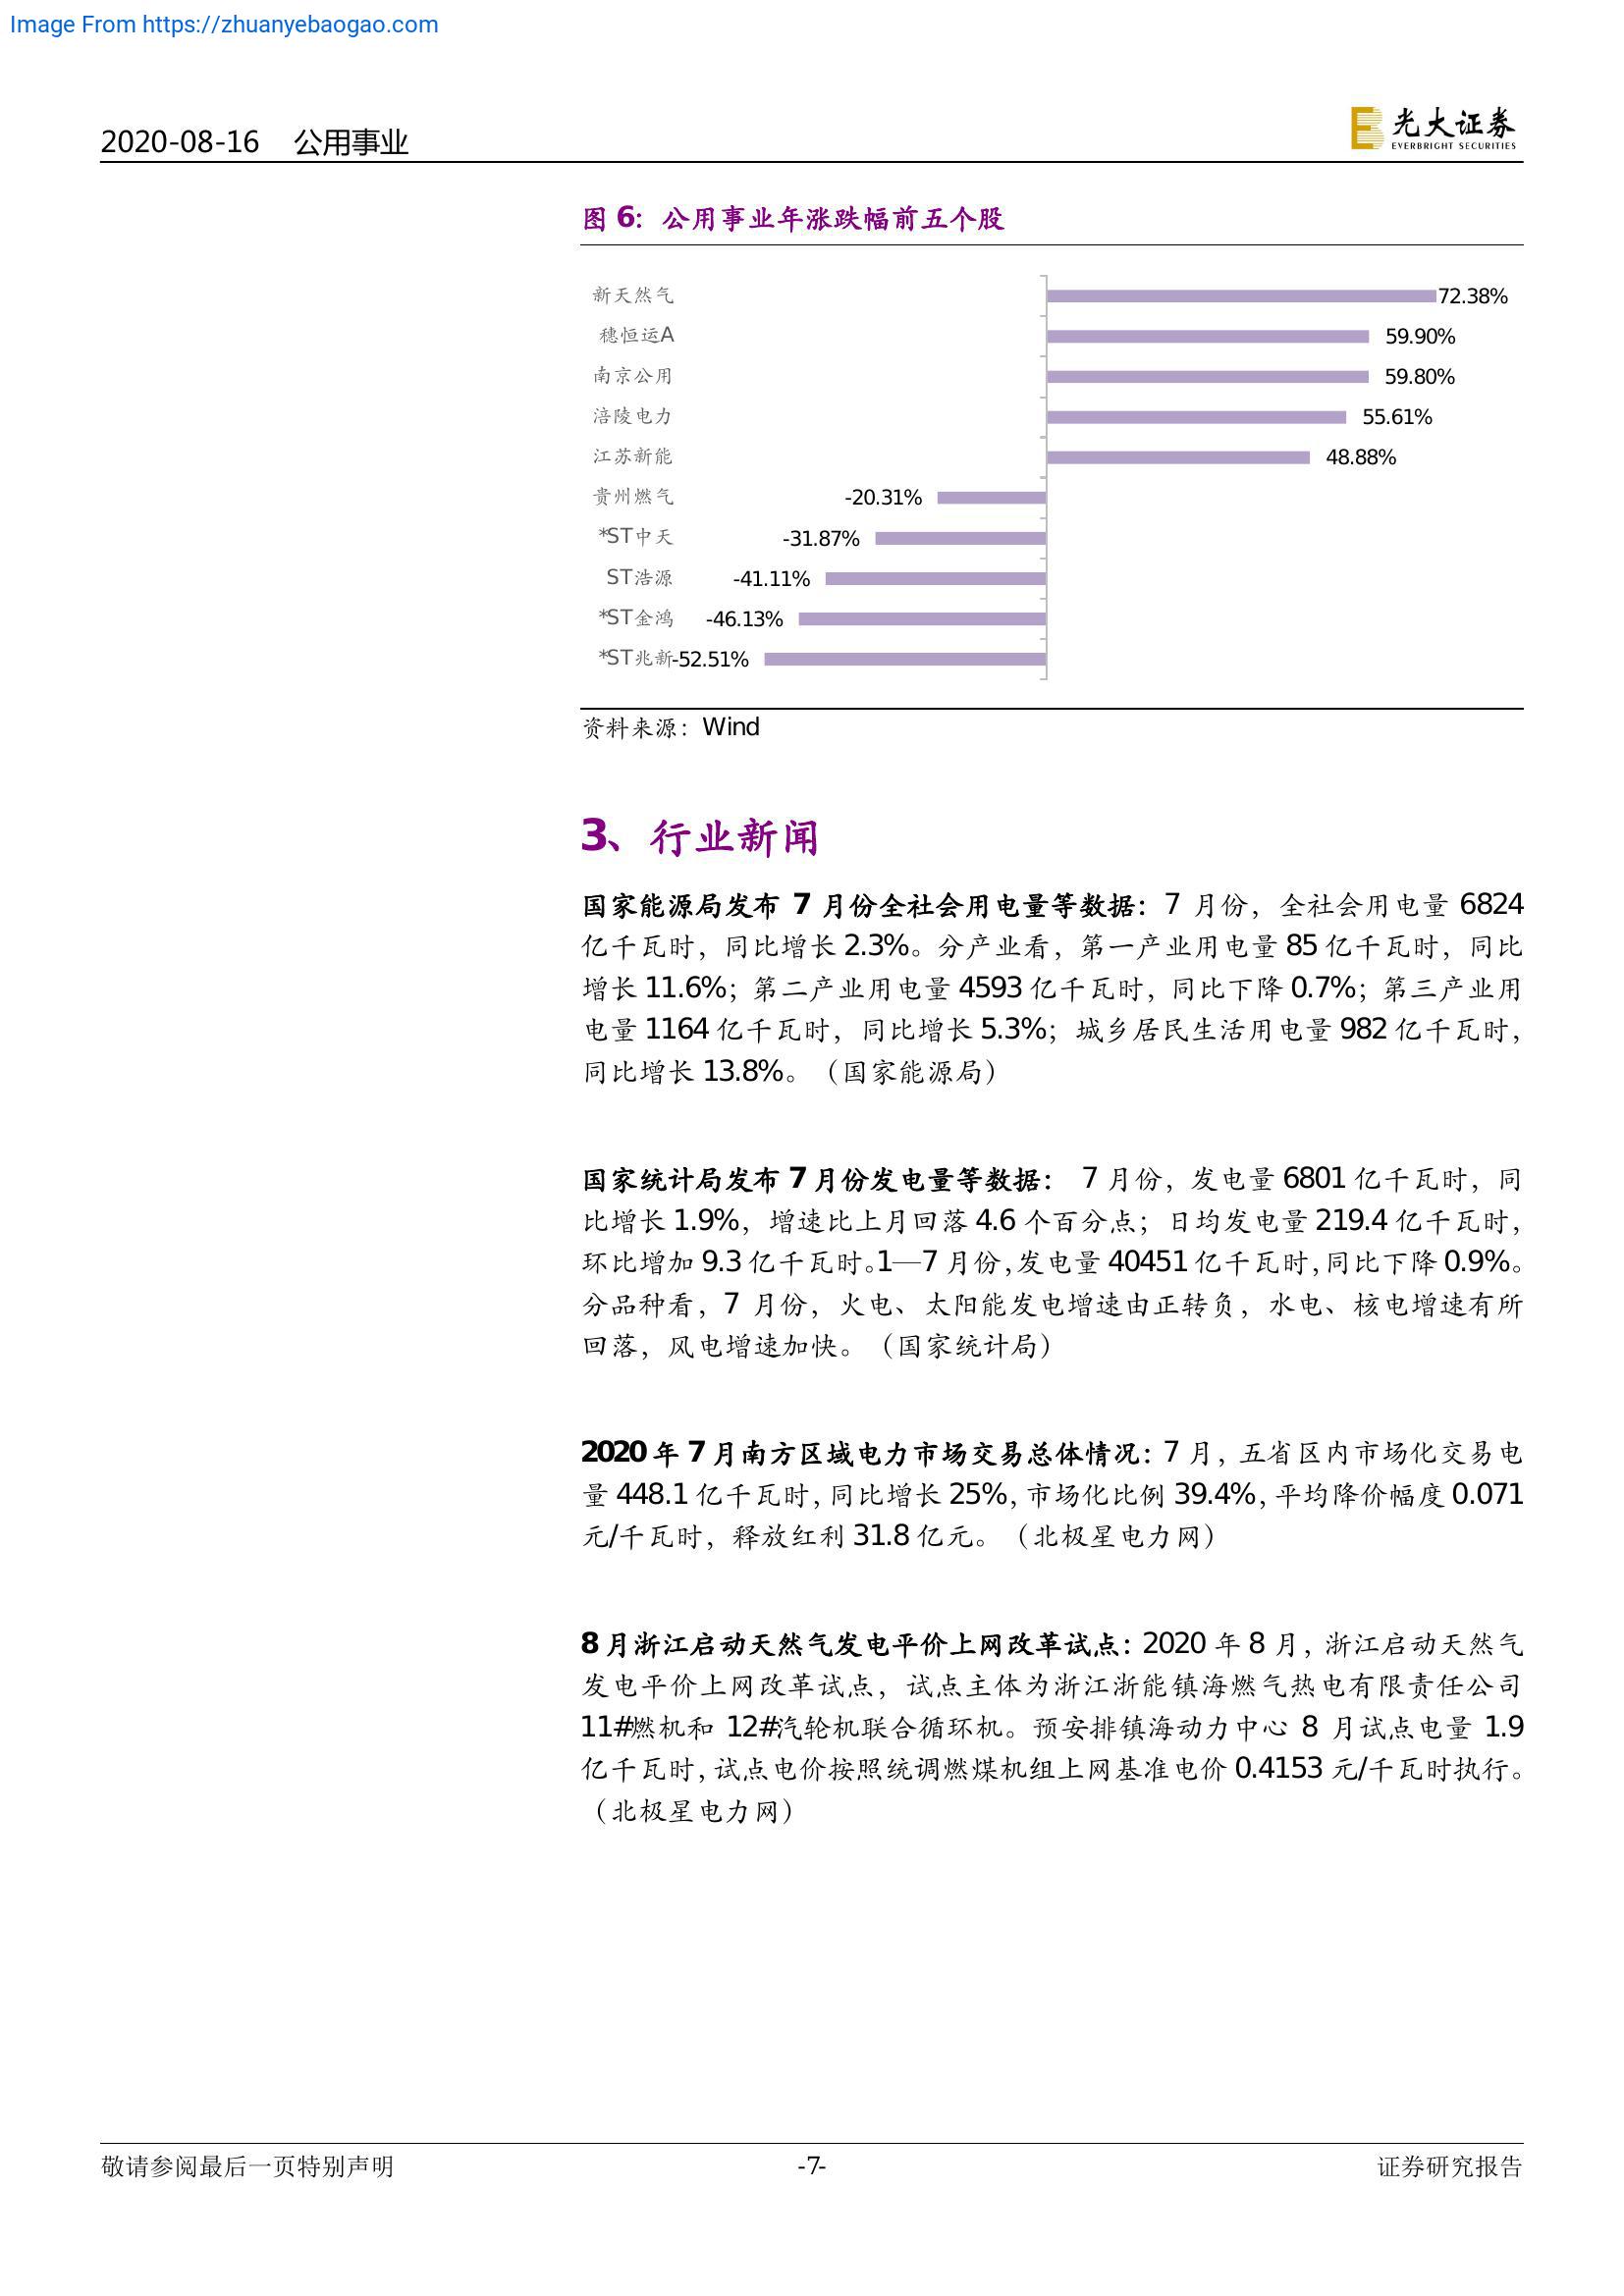 Image From https://zhuanyebaogao.com
2020-08-16 公用事业
光大证券
EVERBRIGHT SECURITIES
图 6：公用事业年涨跌幅前五个股
新天然气 72.38%
穗恒运A 59.90%
南京公用 59.80%
涪陵电力 55.61%
江苏新能 48.88%
贵州燃气 -20.31%
*ST中天 -31.87%
ST浩源 -41.11%
*ST金鸿 -46.13%
*ST兆新 -52.51%
资料来源：Wind
3、行业新闻
国家能源局发布 7 月份全社会用电量等数据：7 月份，全社会用电量 6824
亿千瓦时，同比增长 2.3%。分产业看，第一产业用电量 85 亿千瓦时，同比
增长 11.6%；第二产业用电量 4593 亿千瓦时，同比下降 0.7%；第三产业用
电量 1164 亿千瓦时，同比增长 5.3%；城乡居民生活用电量 982 亿千瓦时，
同比增长 13.8%。（国家能源局）
国家统计局发布 7 月份发电量等数据： 7 月份，发电量 6801 亿千瓦时，同
比增长 1.9%，增速比上月回落 4.6 个百分点；日均发电量 219.4 亿千瓦时，
环比增加 9.3 亿千瓦时。1—7 月份，发电量 40451 亿千瓦时，同比下降 0.9%。
分品种看，7 月份，火电、太阳能发电增速由正转负，水电、核电增速有所
回落，风电增速加快。（国家统计局）
2020 年 7 月南方区域电力市场交易总体情况：7 月，五省区内市场化交易电
量 448.1 亿千瓦时，同比增长 25%，市场化比例 39.4%，平均降价幅度 0.071
元/千瓦时，释放红利 31.8 亿元。（北极星电力网）
8 月浙江启动天然气发电平价上网改革试点：2020 年 8 月，浙江启动天然气
发电平价上网改革试点，试点主体为浙江浙能镇海燃气热电有限责任公司
11#燃机和 12#汽轮机联合循环机。预安排镇海动力中心 8 月试点电量 1.9
亿千瓦时，试点电价按照统调燃煤机组上网基准电价 0.4153 元/千瓦时执行。
（北极星电力网）
敬请参阅最后一页特别声明 -7- 证券研究报告